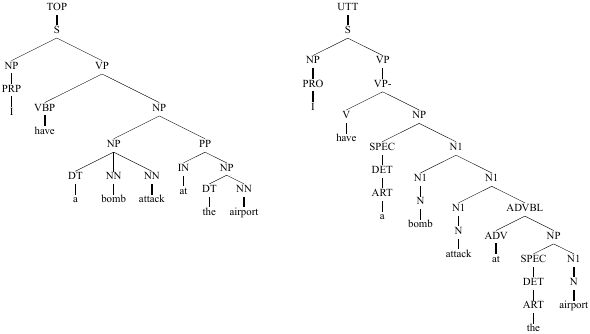 TOP UTT
S S
NP VP NP VP
PRP PRO VP-
I VBP NP I V NP
have have
NP PP SPEC N1
DT NN NN IN NP DET N1 N1
a bomb attack at DT NN ART N N1 ADVBL
the airport a bomb N ADV NP
attack at SPEC N1
DET N
ART airport
the